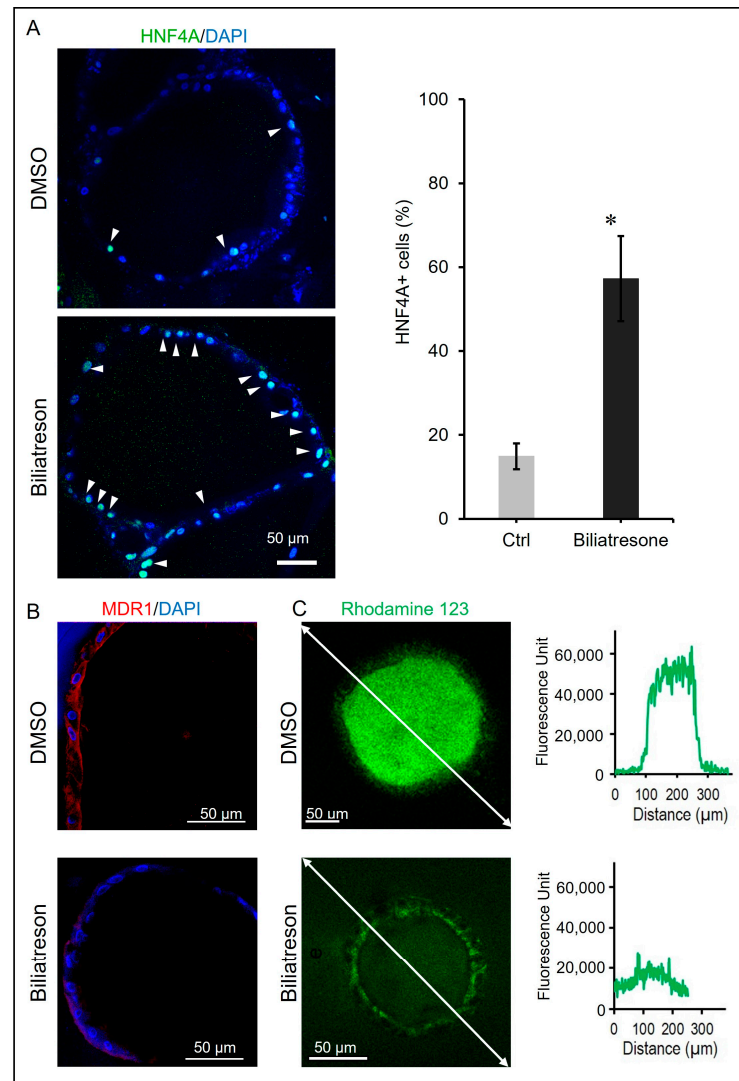 A
HNF4A/DAPI
DMSO
Biliatreson
50 µm
100
80
60
40
20
0
HNF4A+ cells (%)
*
Ctrl
Biliatresone
B
MDR1/DAPI
DMSO
50 µm
Biliatreson
50 µm
C
Rhodamine 123
DMSO
50 µm
Biliatreson
e
50 µm
Fluorescence Unit
60,000
40,000
20,000
0
0 100 200 300
Distance (µm)
Fluorescence Unit
60,000
40,000
20,000
0
0 100 200 300
Distance (µm)